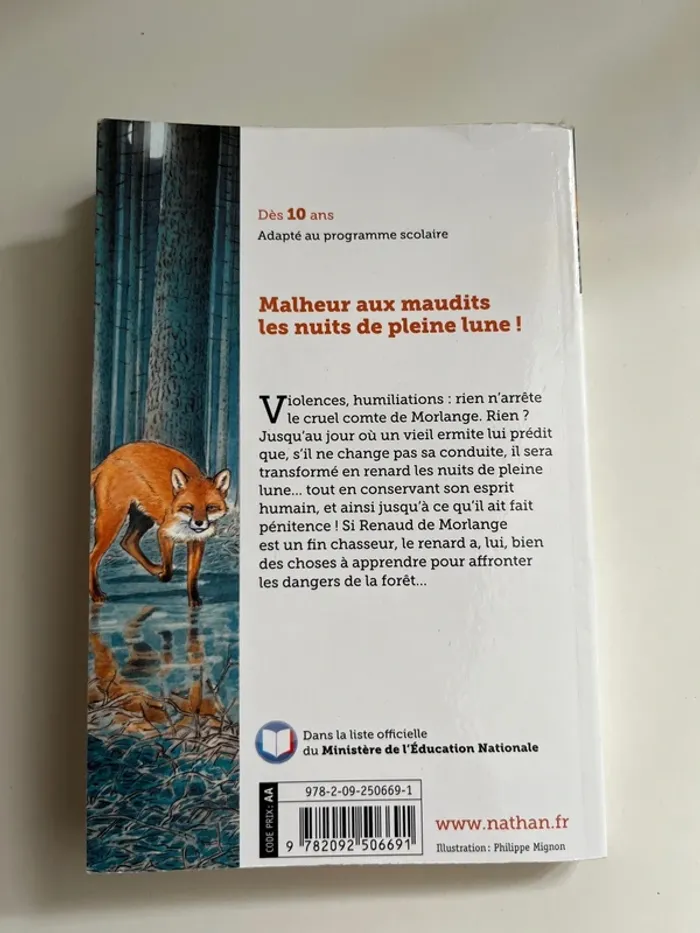 Dès 10 ans
Adapté au programme scolaire
Malheur aux maudits
les nuits de pleine lune !
Violences, humiliations : rien n'arrête
le cruel comte de Morlange. Rien ?
Jusqu'au jour où un vieil ermite lui prédit
que, s'il ne change pas sa conduite, il sera
transformé en renard les nuits de pleine
lune... tout en conservant son esprit
humain, et ainsi jusqu'à ce qu'il ait fait
pénitence ! Si Renaud de Morlange
est un fin chasseur, le renard a, lui, bien
des choses à apprendre pour affronter
les dangers de la forêt...
Dans la liste officielle
du Ministère de l'Éducation Nationale
CODE PRIX : AA
978-2-09-250669-1
9 782092 506691
www.nathan.fr
Illustration : Philippe Mignon